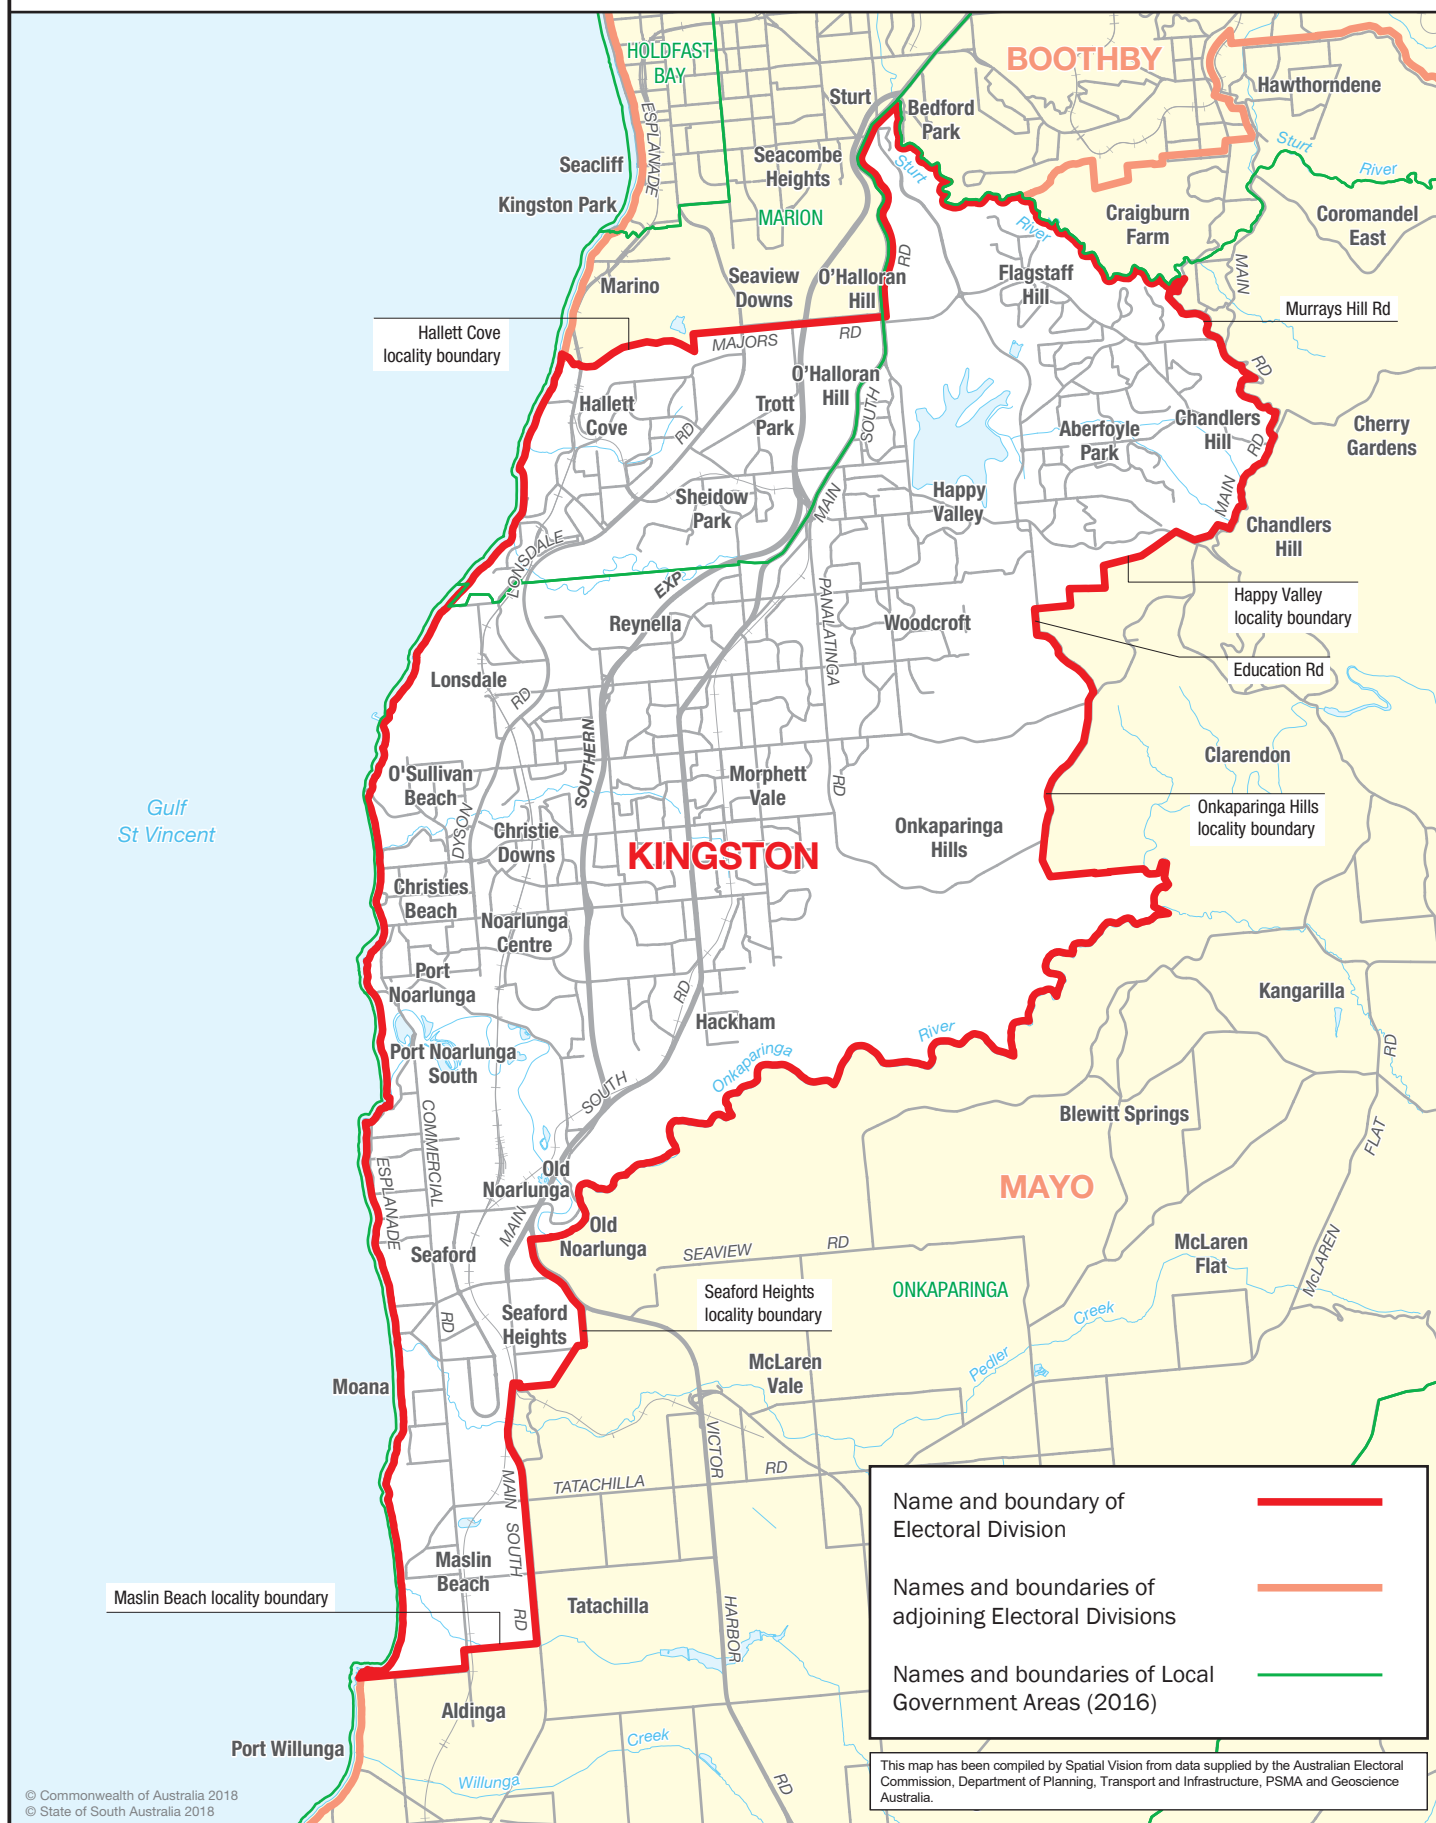 HOLDFAST
BAY
BOOTHBY
Hawthorndene
Sturt
Bedford
Park
ESPLANADE
Sturt
River
Seacliff
Seacombe
Heights
Sturt
Kingston Park
MARION
River
Craigburn
Farm
Coromandel
East
RD
MAIN
Marino
Seaview
Downs
O'Halloran
Hill
Flagstaff
Hill
Murrays Hill Rd
Hallett Cove
locality boundary
MAJORS
RD
RD
O'Halloran
Hill
Hallett
Cove
Trott
Park
SOUTH
RD
Aberfoyle
Park
Chandlers
Hill
RD
Cherry
Gardens
Sheidow
Park
MAIN
Happy
Valley
MAIN
Chandlers
Hill
LONSDALE
EXP
PANALATINGA
Happy Valley
locality boundary
Reynella
Woodcroft
Education Rd
Lonsdale
RD
SOUTHERN
Clarendon
O'Sullivan
Beach
Morphett
Vale
RD
Onkaparinga Hills
locality boundary
Gulf
St Vincent
DYSON
Christie
Downs
Onkaparinga
Hills
KINGSTON
Christies
Beach
Noarlunga
Centre
Port
Noarlunga
RD
Kangarilla
Hackham
River
RD
Port Noarlunga
South
Onkaparinga
SOUTH
COMMERCIAL
Blewitt Springs
FLAT
ESPLANADE
Old
Noarlunga
MAYO
MAIN
Old
Noarlunga
SEAVIEW
RD
Seaford
McLaren
Flat
McLAREN
Seaford Heights
locality boundary
ONKAPARINGA
Creek
RD
Seaford
Heights
Pedler
McLaren
Vale
Moana
VICTOR
RD
MAIN
TATACHILLA
SOUTH
Maslin
Beach
Maslin Beach locality boundary
RD
Tatachilla
HARBOR
Aldinga
Port Willunga
Creek
Willunga
RD
Name and boundary of
Electoral Division
Names and boundaries of
adjoining Electoral Divisions
Names and boundaries of Local
Government Areas (2016)
This map has been compiled by Spatial Vision from data supplied by the Australian Electoral
Commission, Department of Planning, Transport and Infrastructure, PSMA and Geoscience
Australia.
© Commonwealth of Australia 2018
© State of South Australia 2018